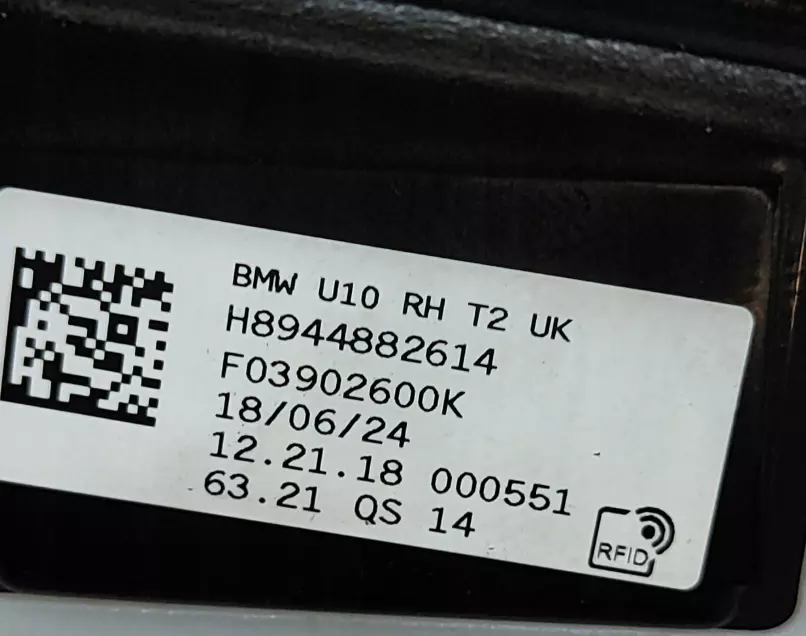 BMW U10 RH T2 UK
H8944882614
F03902600K
18/06/24
12.21.18 000551
63.21 QS 14
RFID